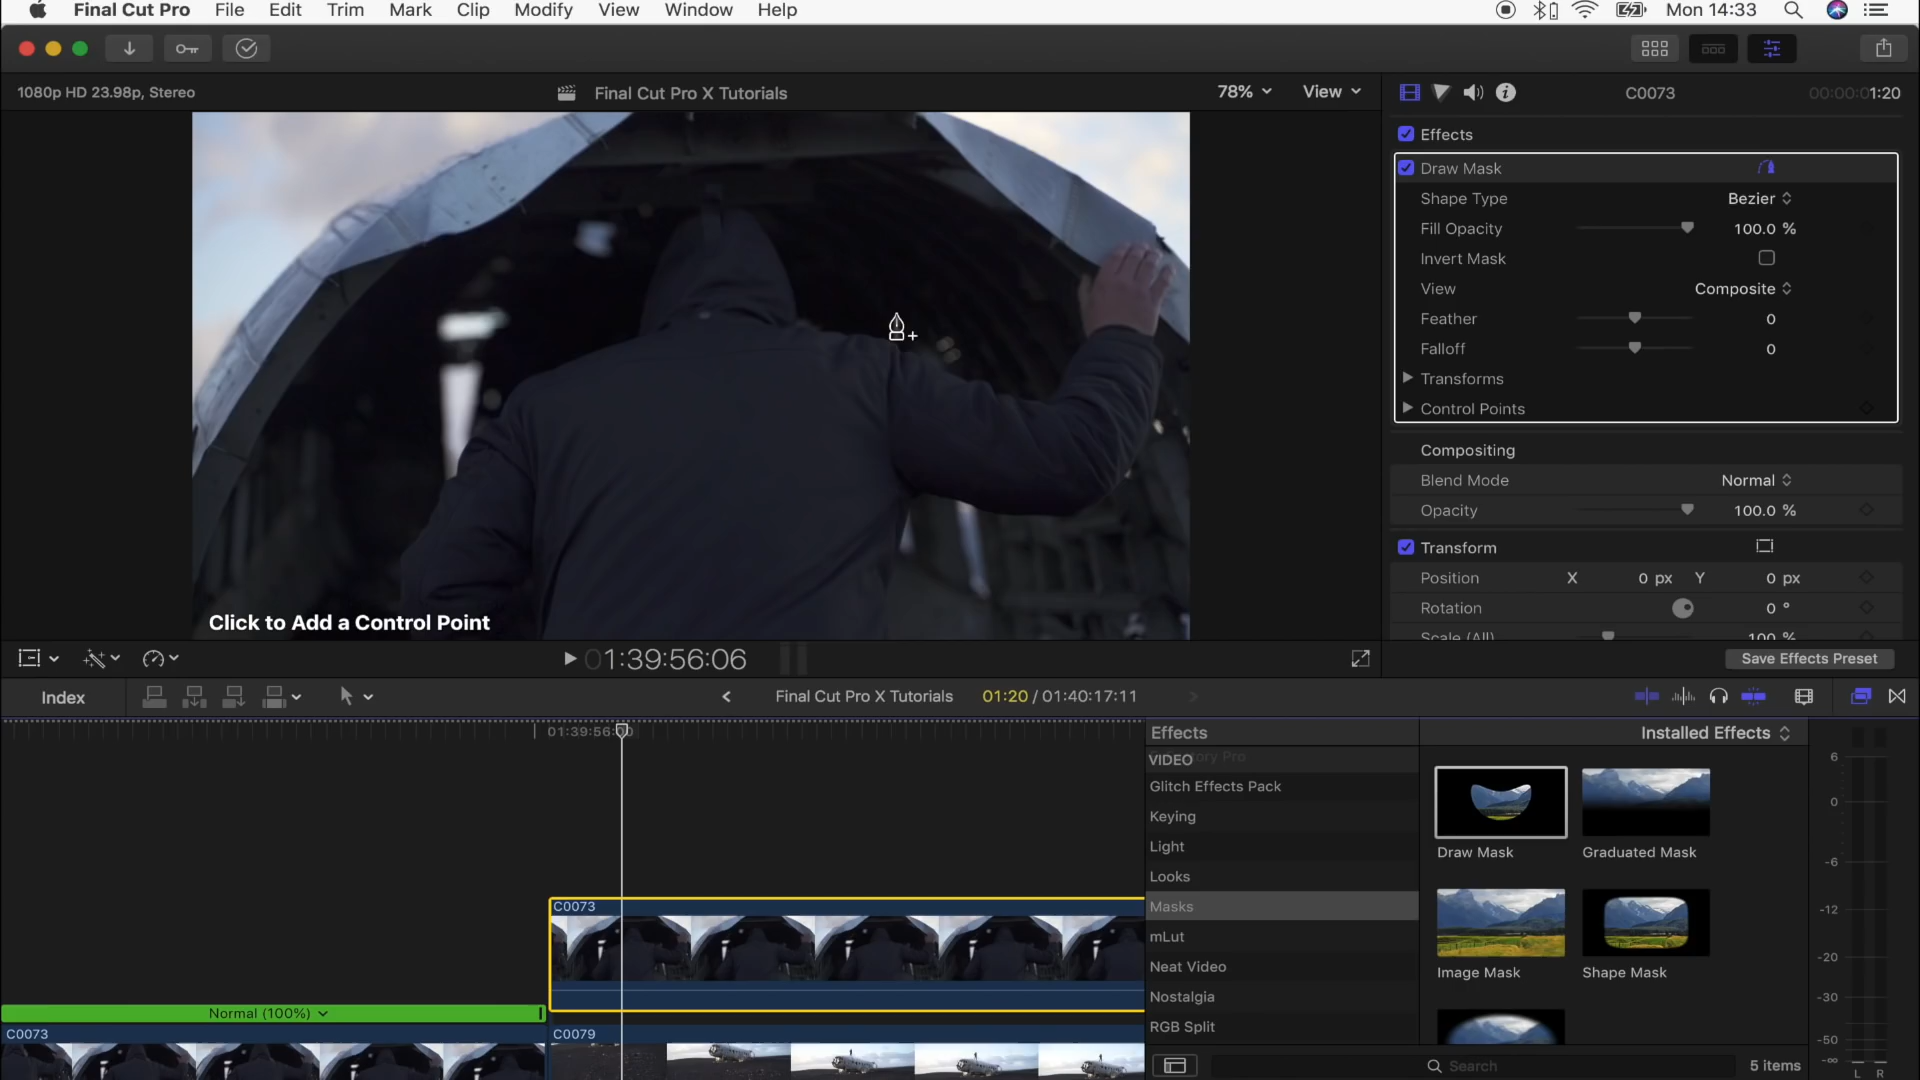 Final Cut Pro File Edit Trim Mark Clip Modify View Window Help Mon 14:33
1080p HD 23.98p, Stereo Final Cut Pro X Tutorials 78% View C0073 00:00:01:20
Effects
Draw Mask
Shape Type Bezier
Fill Opacity 100.0 %
Invert Mask
View Composite
Feather 0
Falloff 0
Transforms
Control Points
Compositing
Blend Mode Normal
Opacity 100.0 %
Transform
Position X 0 px Y 0 px
Rotation 0 °
Scale (All) 100 %
Click to Add a Control Point
01:39:56:06
Save Effects Preset
Index Final Cut Pro X Tutorials 01:20 / 01:40:17:11
01:39:56:00
Effects Installed Effects
VIDEO
Glitch Effects Pack
Keying
Light
Looks
Masks
mLut
Neat Video
Nostalgia
RGB Split
Draw Mask Graduated Mask
Image Mask Shape Mask
6
0
-6
-12
-20
-30
-50
-∞
L R
C0073
Normal (100%)
C0073 C0079
Search 5 items